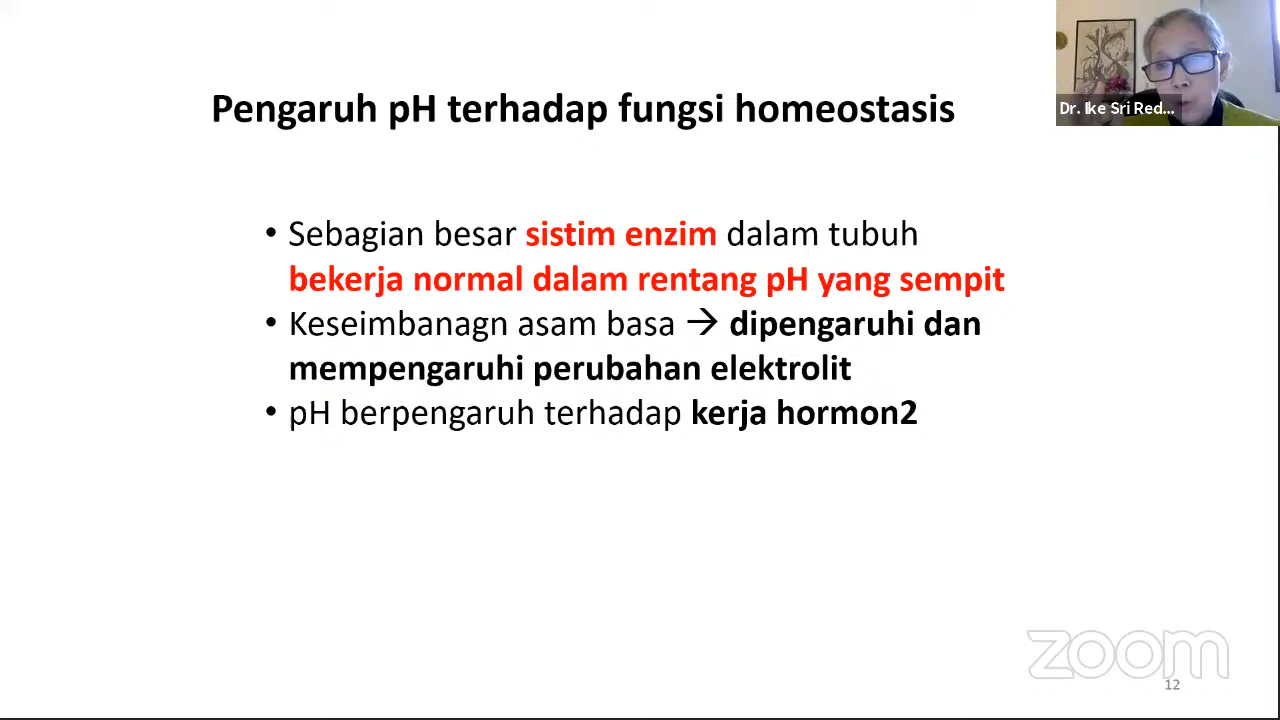 Pengaruh pH terhadap fungsi homeostasis
Dr. Ike Sri Red...
• Sebagian besar sistim enzim dalam tubuh
bekerja normal dalam rentang pH yang sempit
• Keseimbanagn asam basa → dipengaruhi dan
mempengaruhi perubahan elektrolit
• pH berpengaruh terhadap kerja hormon2
zoom
12